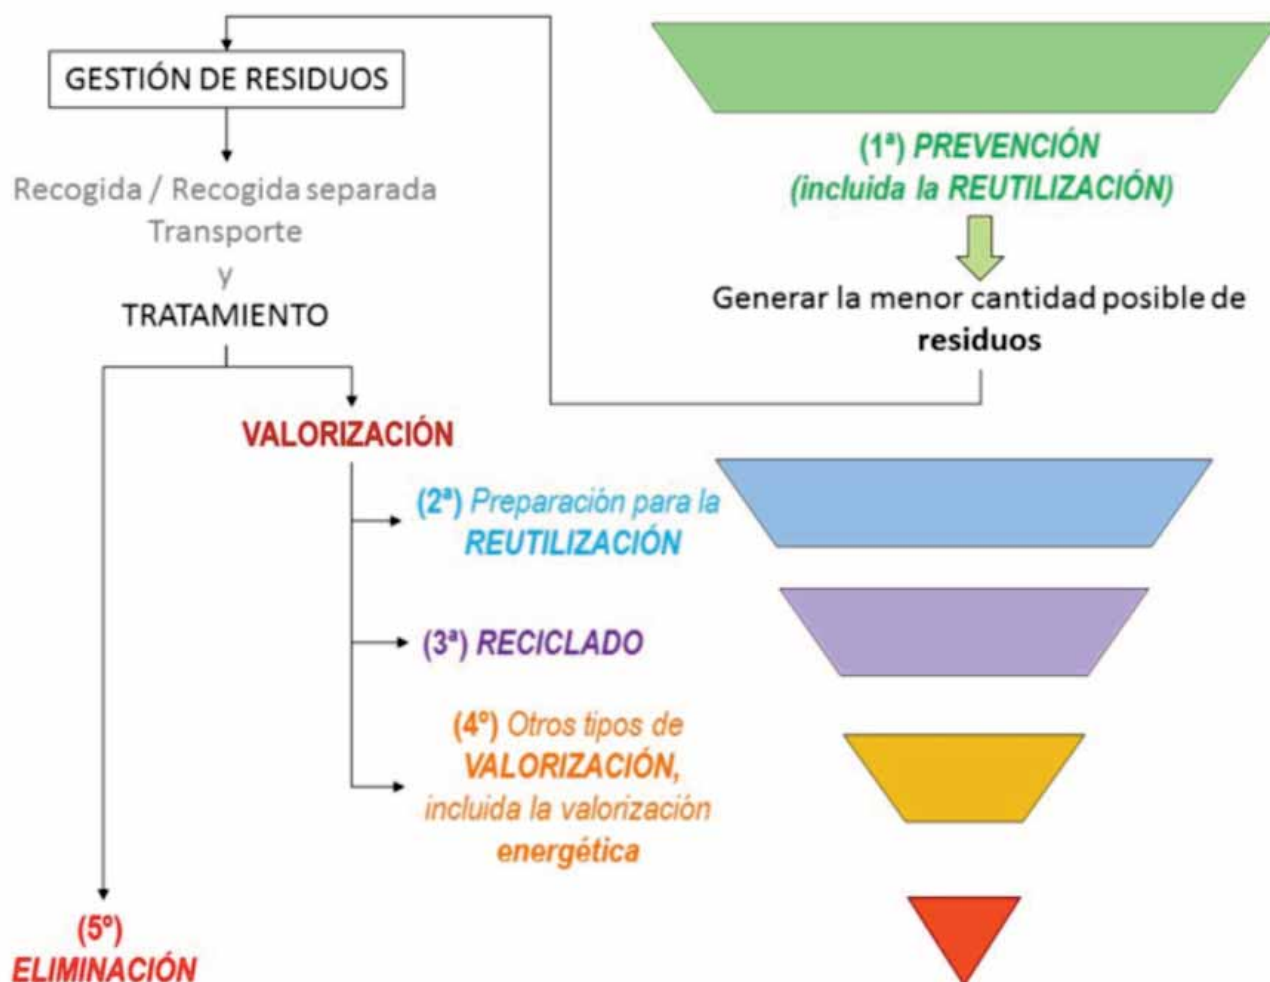 GESTIÓN DE RESIDUOS
Recogida / Recogida separada
Transporte
y
TRATAMIENTO
(1ª) PREVENCIÓN
(incluida la REUTILIZACIÓN)
Generar la menor cantidad posible de
residuos
VALORIZACIÓN
(2ª) Preparación para la
REUTILIZACIÓN
(3ª) RECICLADO
(4º) Otros tipos de
VALORIZACIÓN,
incluida la valorización
energética
(5º)
ELIMINACIÓN